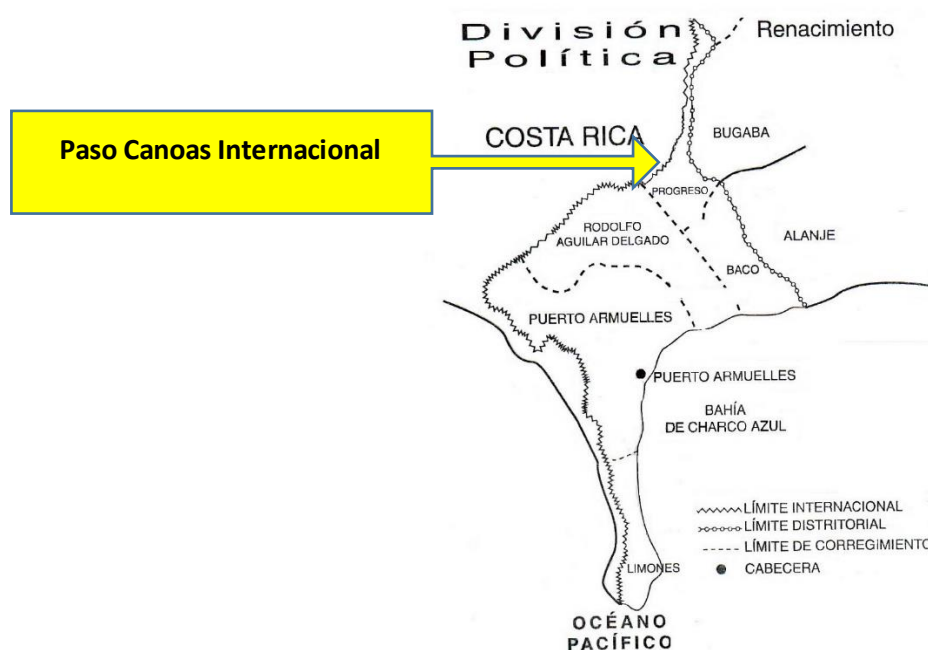 División
Política
Renacimiento
Paso Canoas Internacional
COSTA RICA
BUGABA
PROGRESO
RODOLFO
AGUILAR DELGADO
ALANJE
BACO
PUERTO ARMUELLES
PUERTO ARMUELLES
BAHÍA
DE CHARCO AZUL
LÍMITE INTERNACIONAL
LÍMITE DISTRITORIAL
LÍMITE DE CORREGIMIENTO
CABECERA
LIMONES
OCÉANO
PACÍFICO